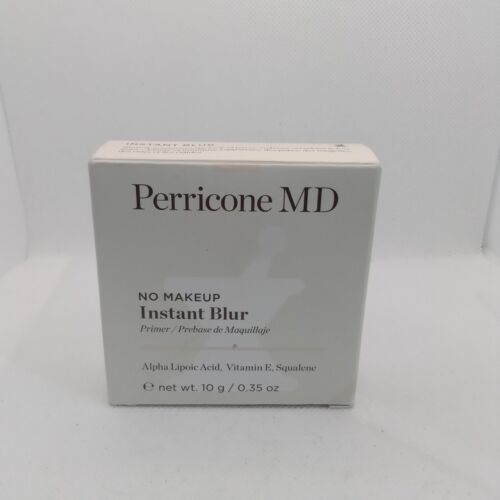 INSTANT BLUR
Perricone MD
NO MAKEUP
Instant Blur
Primer / Prebase de Maquillaje
Alpha Lipoic Acid, Vitamin E, Squalene
℮ net wt. 10 g / 0.35 oz